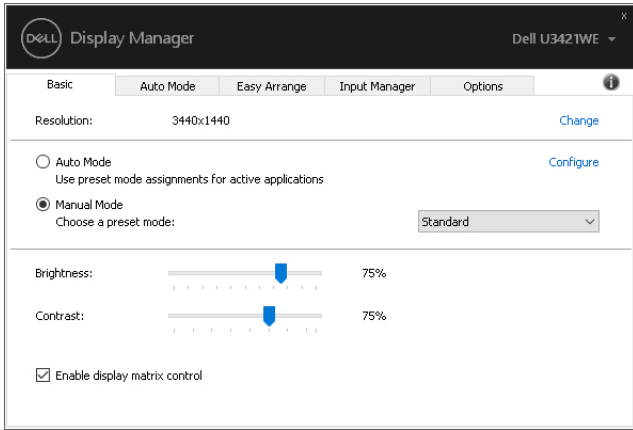 x
DELL Display Manager Dell U3421WE
Basic Auto Mode Easy Arrange Input Manager Options i
Resolution: 3440x1440 Change
Auto Mode Configure
Use preset mode assignments for active applications
Manual Mode
Choose a preset mode: Standard
Brightness: 75%
Contrast: 75%
Enable display matrix control